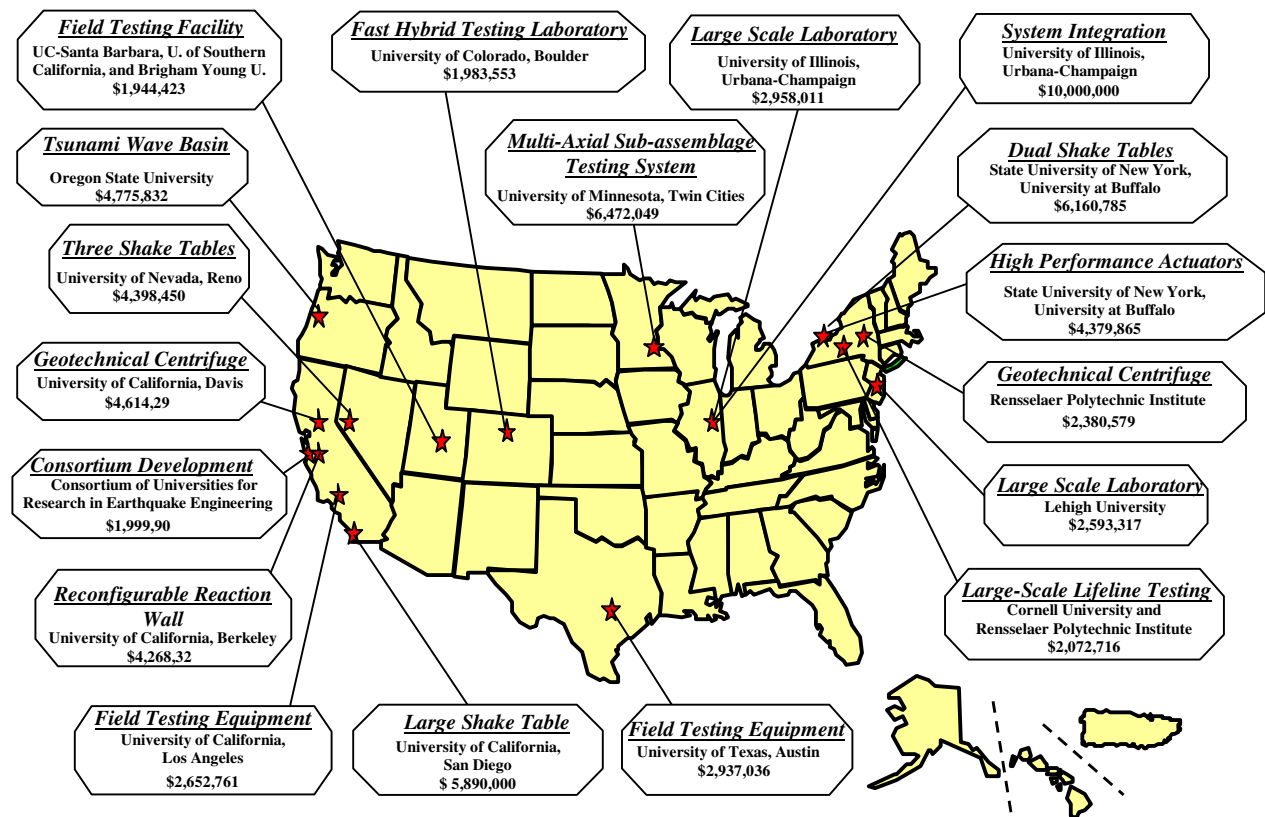 Field Testing Facility
UC-Santa Barbara, U. of Southern
California, and Brigham Young U.
$1,944,423
Fast Hybrid Testing Laboratory
University of Colorado, Boulder
$1,983,553
Large Scale Laboratory
University of Illinois,
Urbana-Champaign
$2,958,011
System Integration
University of Illinois,
Urbana-Champaign
$10,000,000
Tsunami Wave Basin
Oregon State University
$4,775,832
Multi-Axial Sub-assemblage
Testing System
University of Minnesota, Twin Cities
$6,472,049
Dual Shake Tables
State University of New York,
University at Buffalo
$6,160,785
Three Shake Tables
University of Nevada, Reno
$4,398,450
High Performance Actuators
State University of New York,
University at Buffalo
$4,379,865
Geotechnical Centrifuge
University of California, Davis
$4,614,29
Geotechnical Centrifuge
Rensselaer Polytechnic Institute
$2,380,579
Consortium Development
Consortium of Universities for
Research in Earthquake Engineering
$1,999,90
Large Scale Laboratory
Lehigh University
$2,593,317
Reconfigurable Reaction
Wall
University of California, Berkeley
$4,268,32
Large-Scale Lifeline Testing
Cornell University and
Rensselaer Polytechnic Institute
$2,072,716
Field Testing Equipment
University of California,
Los Angeles
$2,652,761
Large Shake Table
University of California,
San Diego
$ 5,890,000
Field Testing Equipment
University of Texas, Austin
$2,937,036